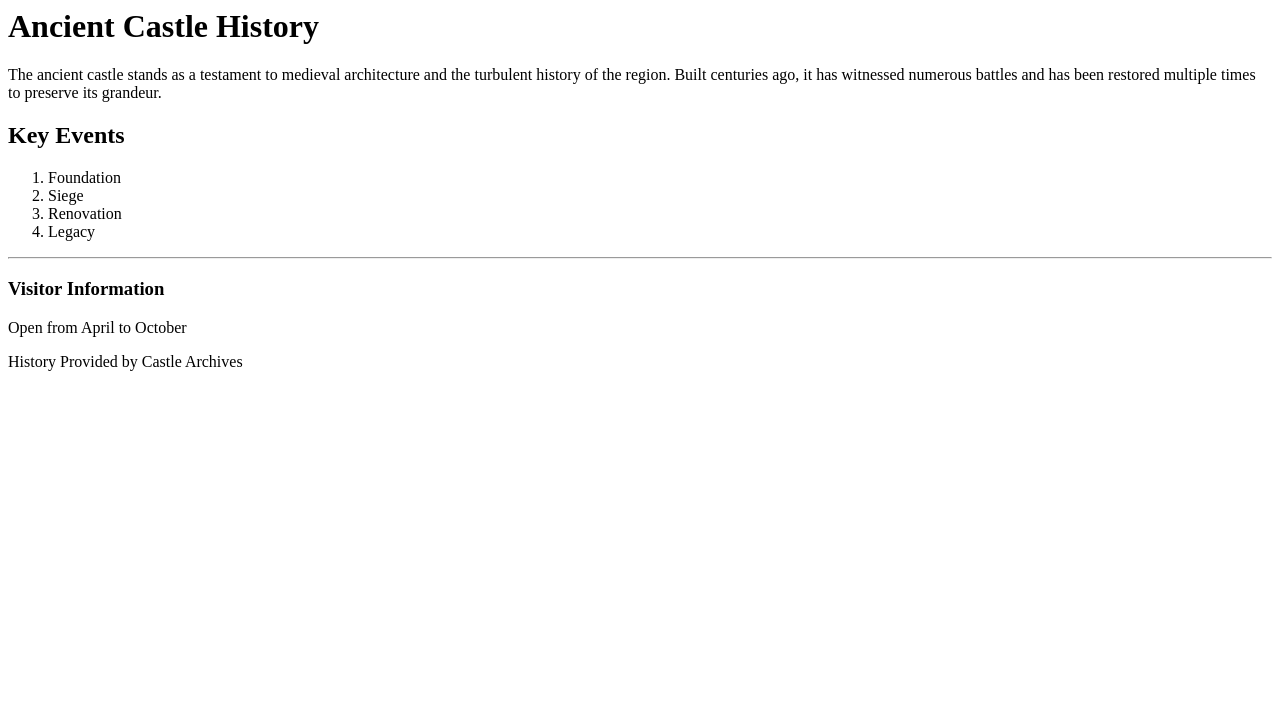 Ancient Castle History
The ancient castle stands as a testament to medieval architecture and the turbulent history of the region. Built centuries ago, it has witnessed numerous battles and has been restored multiple times
to preserve its grandeur.
Key Events
1. Foundation
2. Siege
3. Renovation
4. Legacy
Visitor Information
Open from April to October
History Provided by Castle Archives